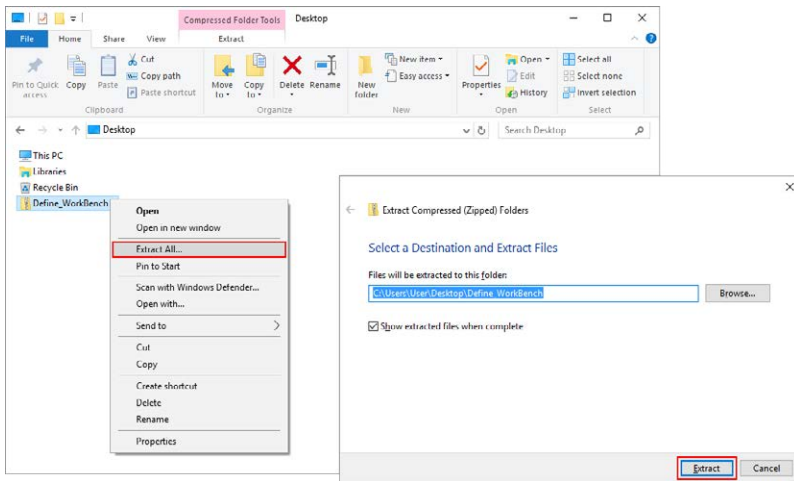 Compressed Folder Tools Desktop
File Home Share View Extract
Pin to Quick access
Copy
Paste
Cut
Copy path
Paste shortcut
Clipboard
Move to
Copy to
Delete
Rename
Organize
New folder
New item
Easy access
New
Properties
Open
Edit
History
Open
Select all
Select none
Invert selection
Select
Desktop
Search Desktop
This PC
Libraries
Recycle Bin
Define_WorkBench
Open
Open in new window
Extract All...
Pin to Start
Scan with Windows Defender...
Open with...
Send to
Cut
Copy
Create shortcut
Delete
Rename
Properties
Extract Compressed (Zipped) Folders
Select a Destination and Extract Files
Files will be extracted to this folder:
C:\Users\User\Desktop\Define_WorkBench
Browse...
Show extracted files when complete
Extract
Cancel